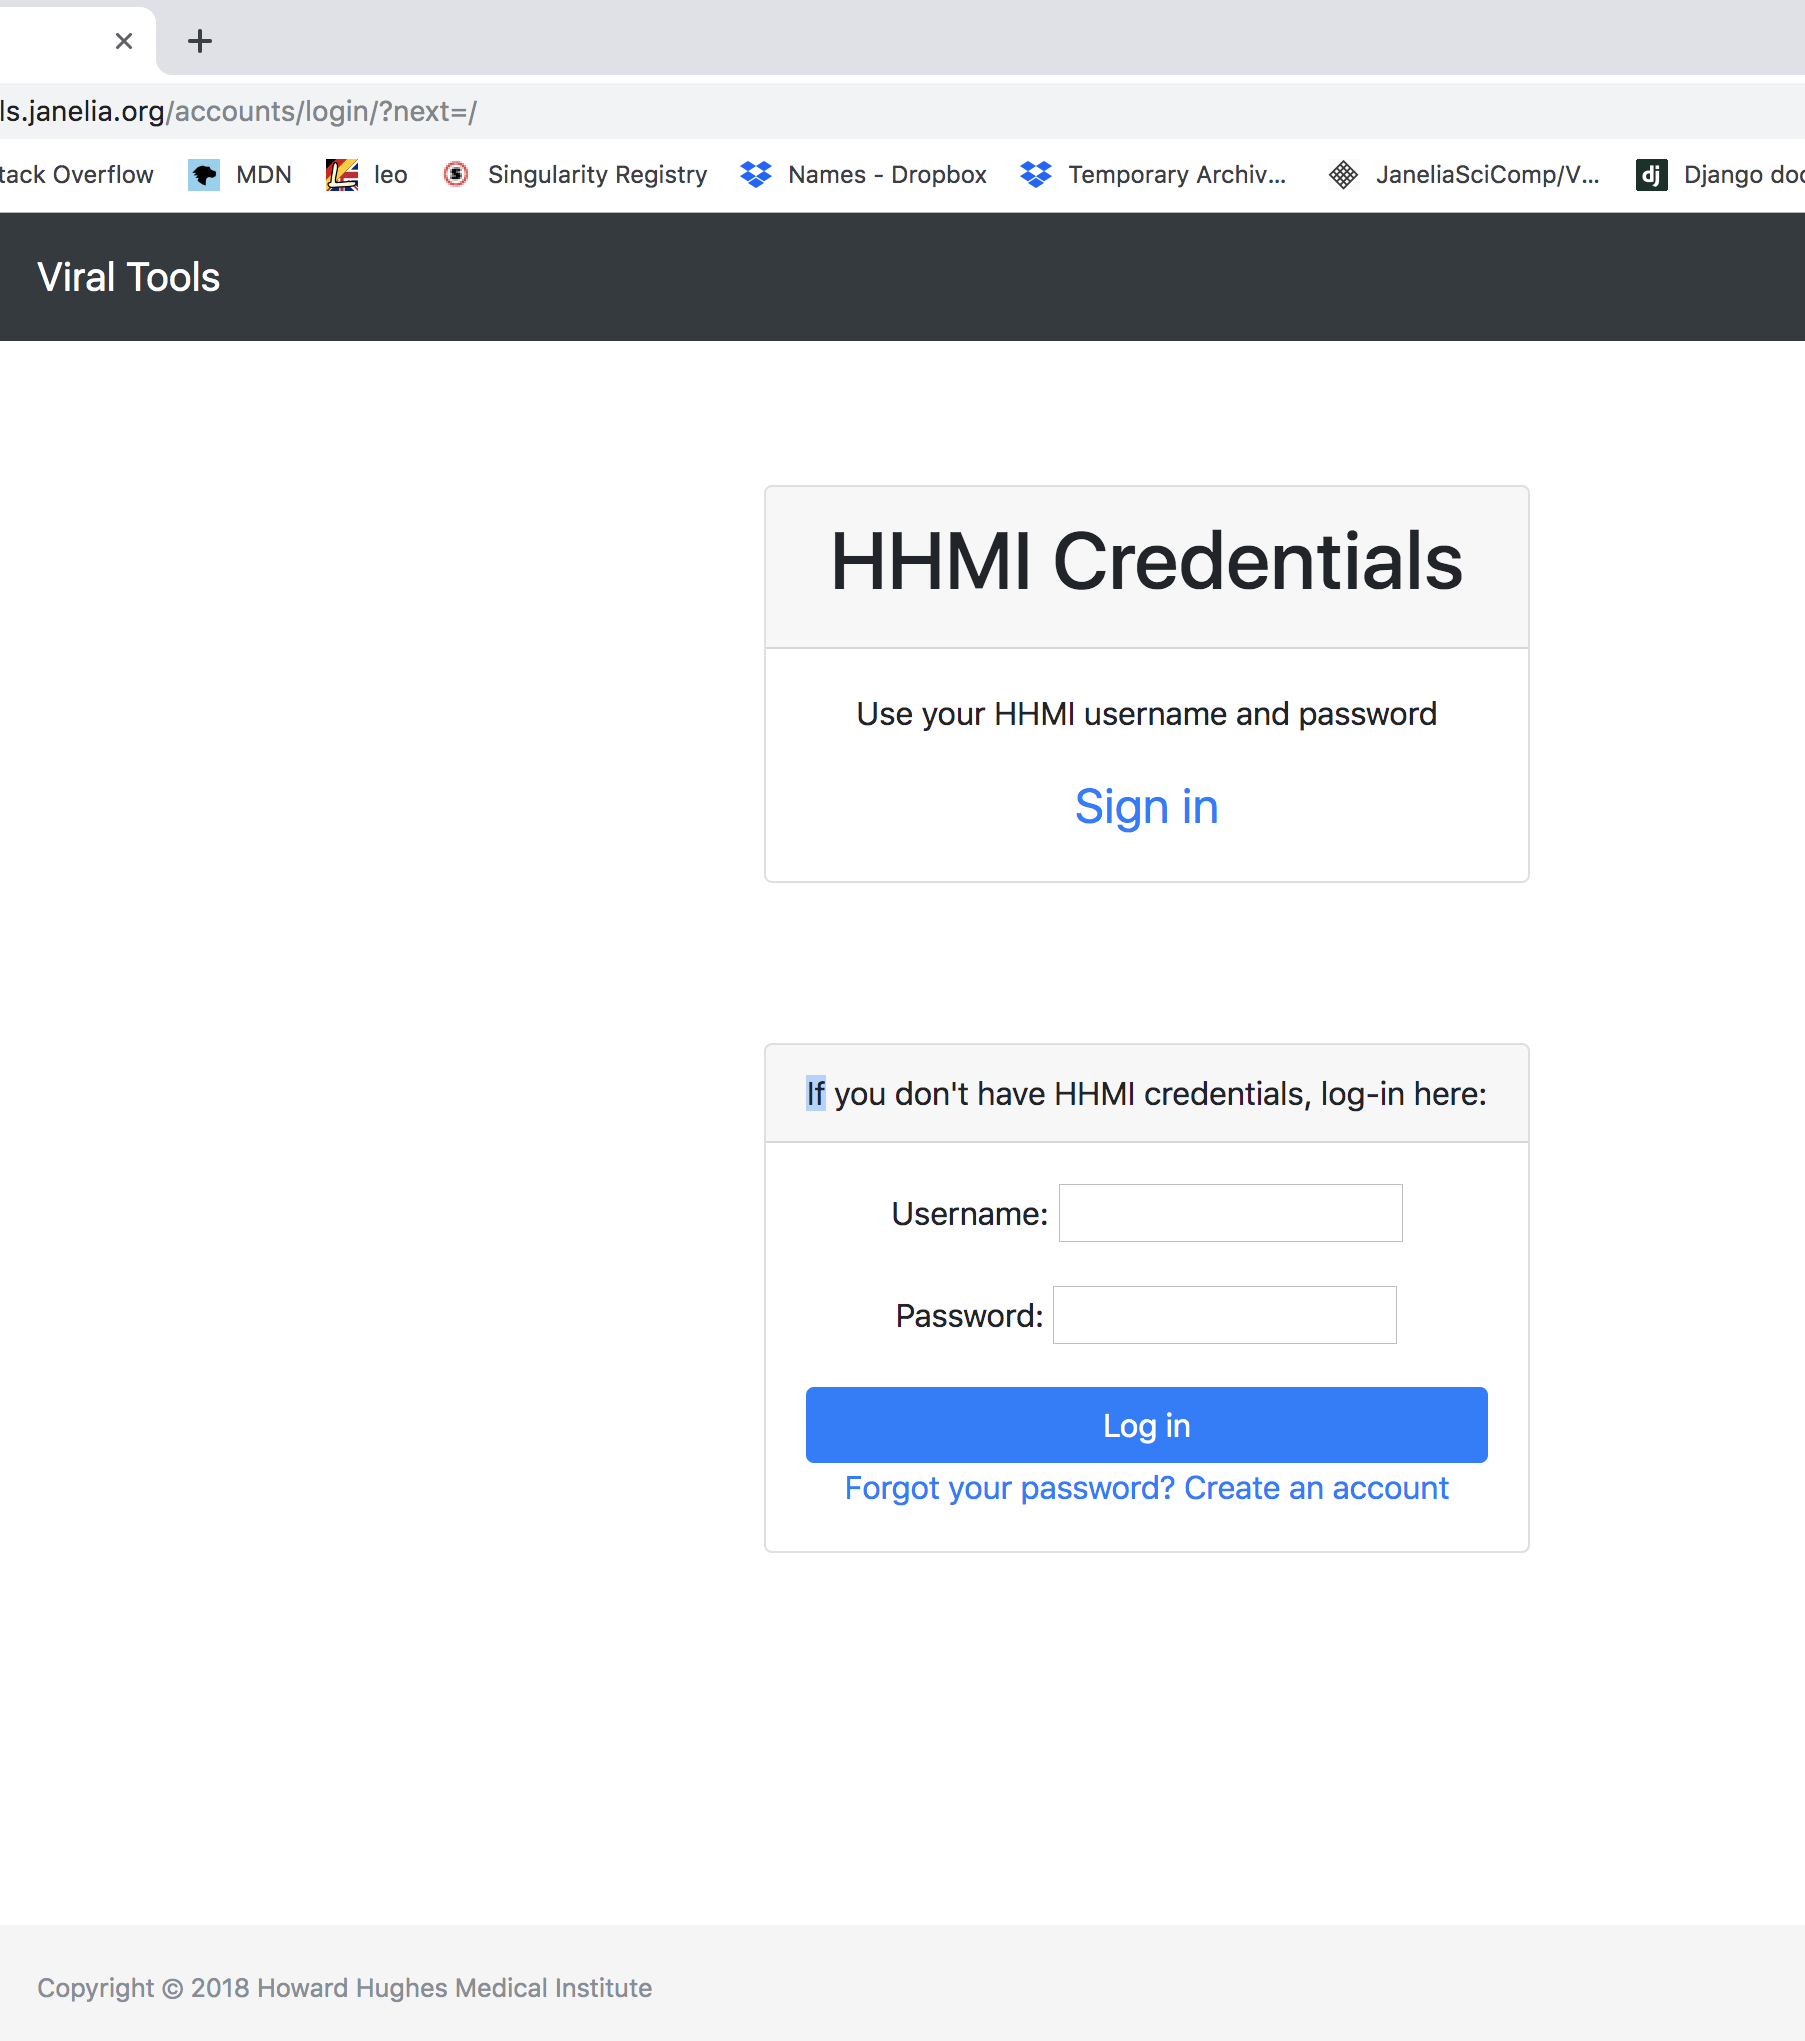 ls.janelia.org/accounts/login/?next=/
tack Overflow MDN leo Singularity Registry Names - Dropbox Temporary Archiv... JaneliaSciComp/V... dj Django doc
Viral Tools
HHMI Credentials
Use your HHMI username and password
Sign in
If you don't have HHMI credentials, log-in here:
Username:
Password:
Log in
Forgot your password? Create an account
Copyright © 2018 Howard Hughes Medical Institute